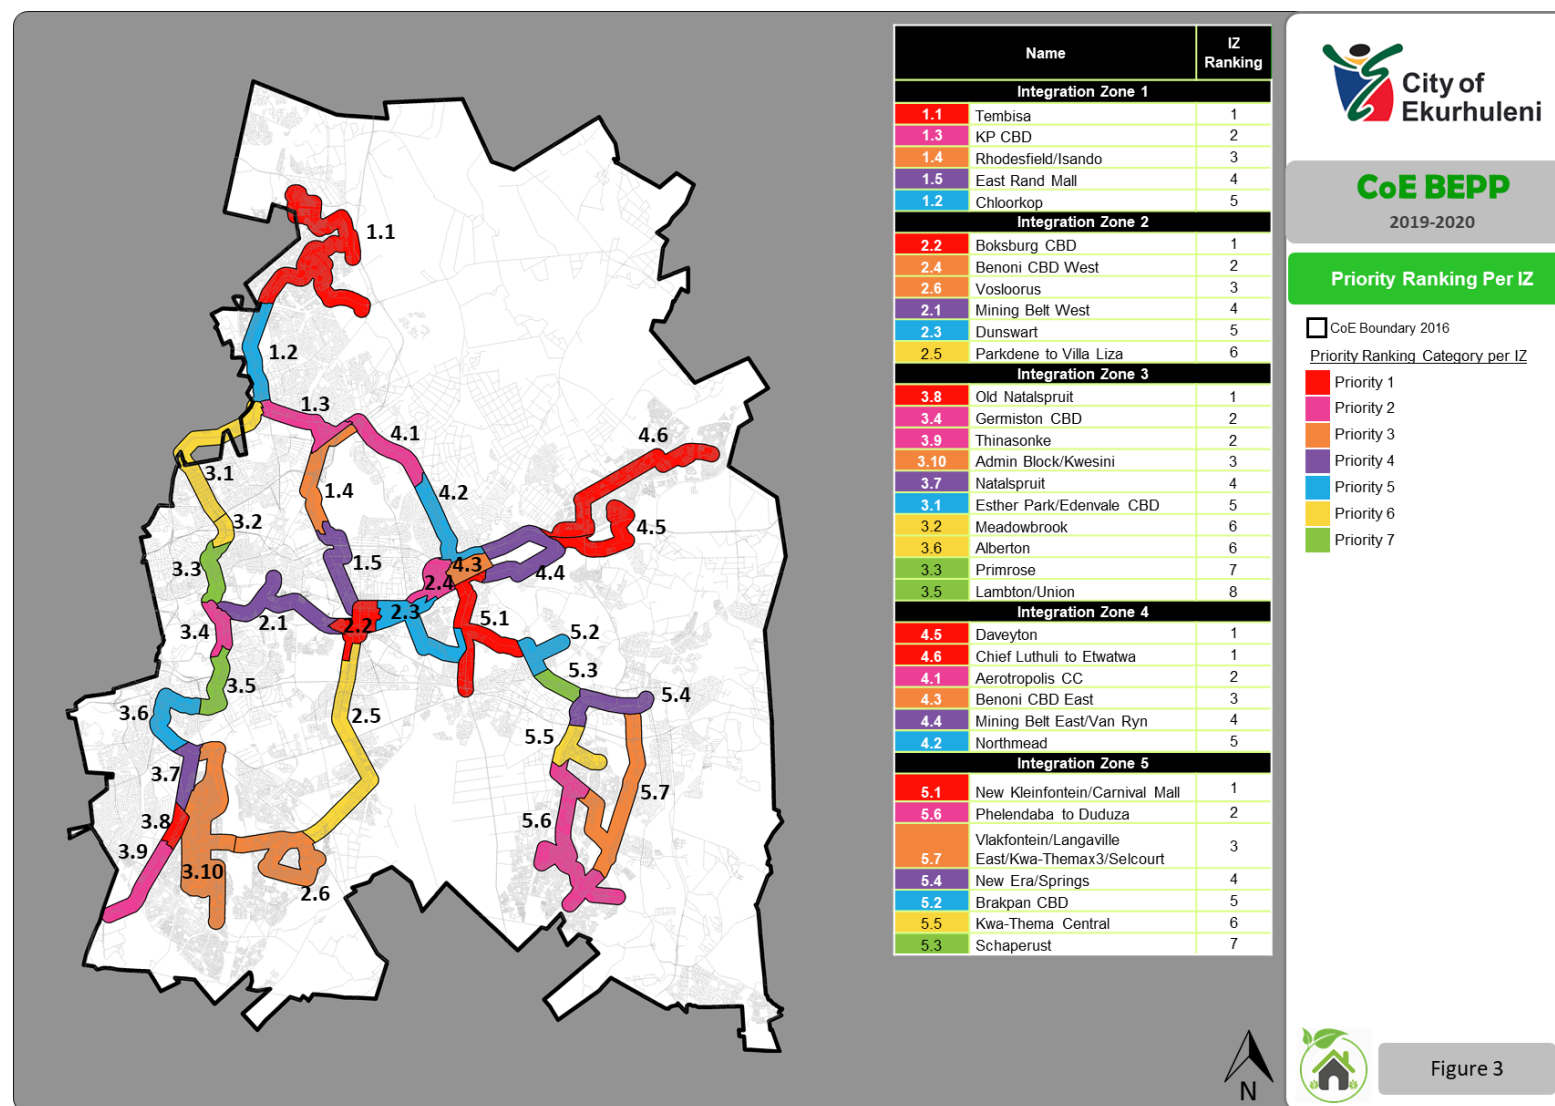 Name
IZ
Ranking
Integration Zone 1
1.1 Tembisa 1
1.3 KP CBD 2
1.4 Rhodesfield/Isando 3
1.5 East Rand Mall 4
1.2 Chloorkop 5
Integration Zone 2
2.2 Boksburg CBD 1
2.4 Benoni CBD West 2
2.6 Vosloorus 3
2.1 Mining Belt West 4
2.3 Dunswart 5
2.5 Parkdene to Villa Liza 6
Integration Zone 3
3.8 Old Natalspruit 1
3.4 Germiston CBD 2
3.9 Thinasonke 2
3.10 Admin Block/Kwesini 3
3.7 Natalspruit 4
3.1 Esther Park/Edenvale CBD 5
3.2 Meadowbrook 6
3.6 Alberton 6
3.3 Primrose 7
3.5 Lambton/Union 8
Integration Zone 4
4.5 Daveyton 1
4.6 Chief Luthuli to Etwatwa 1
4.1 Aerotropolis CC 2
4.3 Benoni CBD East 3
4.4 Mining Belt East/Van Ryn 4
4.2 Northmead 5
Integration Zone 5
5.1 New Kleinfontein/Carnival Mall 1
5.6 Phelendaba to Duduza 2
Vlakfontein/Langaville
5.7 East/Kwa-Themax3/Selcourt 3
5.4 New Era/Springs 4
5.2 Brakpan CBD 5
5.5 Kwa-Thema Central 6
5.3 Schaperust 7
City of
Ekurhuleni
CoE BEPP
2019-2020
Priority Ranking Per IZ
CoE Boundary 2016
Priority Ranking Category per IZ
Priority 1
Priority 2
Priority 3
Priority 4
Priority 5
Priority 6
Priority 7
Figure 3
N
1.1
1.2
1.3
4.1
4.6
3.1
1.4
4.2
3.2
4.5
3.3
1.5
4.3
4.4
2.4
2.1
2.2
2.3
5.1
3.4
5.2
5.3
3.5
5.4
3.6
2.5
5.5
3.7
5.7
3.8
5.6
3.9
3.10
2.6